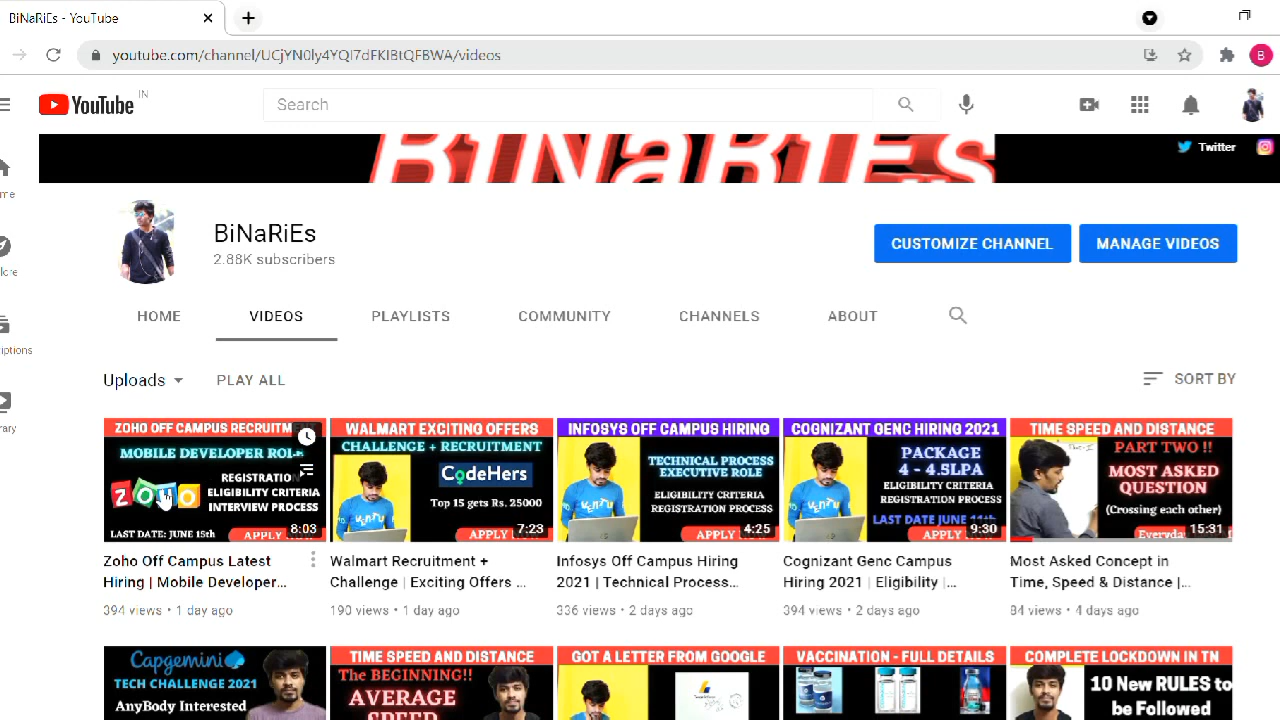 BiNaRiEs - YouTube
youtube.com/channel/UCjYN0ly4YQI7dFKIBtQFBWA/videos
B
YouTube IN
Search
BiNaRiEs
Twitter
BiNaRiEs
2.88K subscribers
CUSTOMIZE CHANNEL
MANAGE VIDEOS
HOME
VIDEOS
PLAYLISTS
COMMUNITY
CHANNELS
ABOUT
Uploads
PLAY ALL
SORT BY
ZOHO OFF CAMPUS RECRUITM
MOBILE DEVELOPER ROL
ZOHO
REGISTRATION
ELIGIBILITY CRITERIA
INTERVIEW PROCESS
LAST DATE: JUNE 15th
APPLY
8:03
Zoho Off Campus Latest
Hiring | Mobile Developer...
394 views • 1 day ago
WALMART EXCITING OFFERS
CHALLENGE + RECRUITMENT
CodeHers
Top 15 gets Rs. 25000
APPLY
7:23
Walmart Recruitment +
Challenge | Exciting Offers ...
190 views • 1 day ago
INFOSYS OFF CAMPUS HIRING
TECHNICAL PROCESS
EXECUTIVE ROLE
ELIGIBILITY CRITERIA
REGISTRATION PROCESS
APPLY
4:25
Infosys Off Campus Hiring
2021 | Technical Process...
336 views • 2 days ago
COGNIZANT GENC HIRING 2021
PACKAGE
4 - 4.5LPA
ELIGIBILITY CRITERIA
REGISTRATION PROCESS
LAST DATE JUNE 11th
APPLY
9:30
Cognizant Genc Campus
Hiring 2021 | Eligibility |...
394 views • 2 days ago
TIME SPEED AND DISTANCE
PART TWO !!
MOST ASKED
QUESTION
(Crossing each other)
Everyda
15:31
Most Asked Concept in
Time, Speed & Distance |...
84 views • 4 days ago
Capgemini
TECH CHALLENGE 2021
AnyBody Interested
TIME SPEED AND DISTANCE
The BEGINNING!!
AVERAGE
SPEED
GOT A LETTER FROM GOOGLE
VACCINATION - FULL DETAILS
COMPLETE LOCKDOWN IN TN
10 New RULES to
be Followed